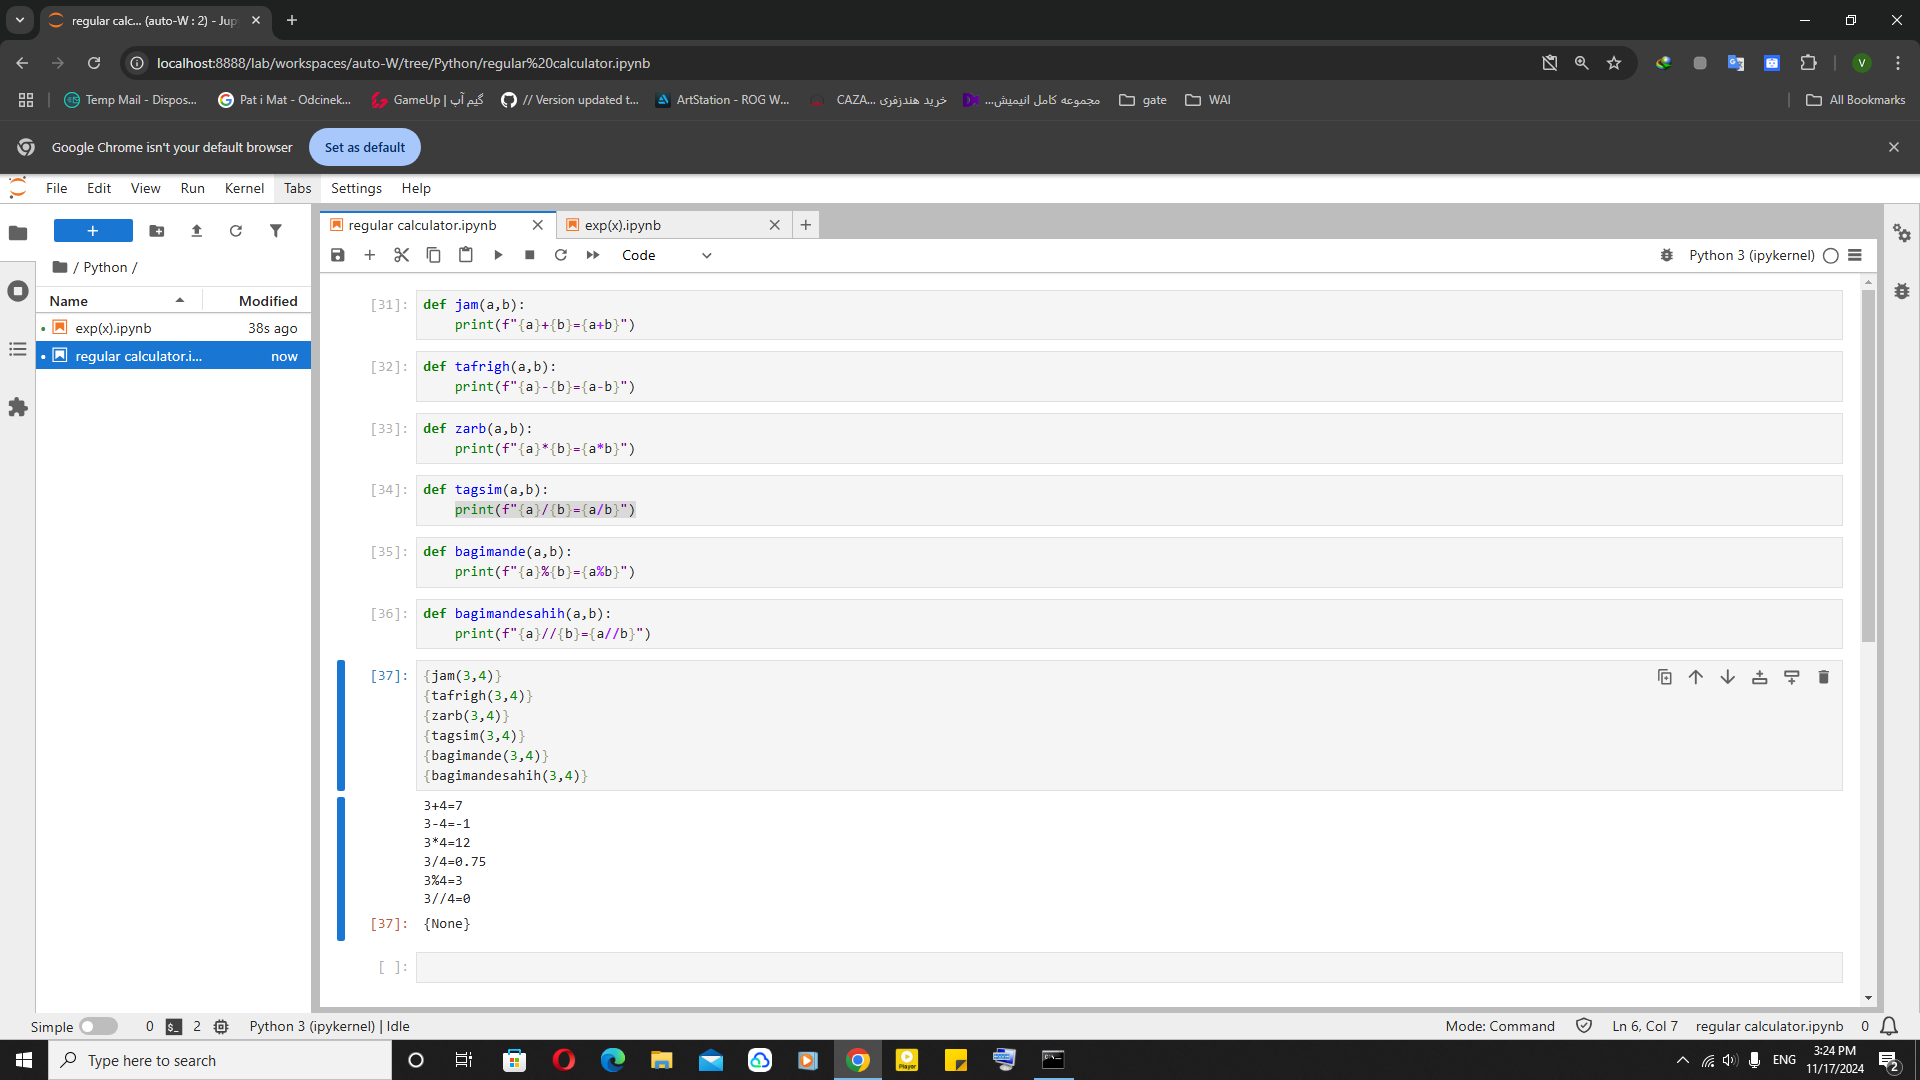 regular calc... (auto-W : 2) - Jup
localhost:8888/lab/workspaces/auto-W/tree/Python/regular%20calculator.ipynb
V
Temp Mail - Dispos...
Pat i Mat - Odcinek...
GameUp | گیم آپ
// Version updated t...
ArtStation - ROG W...
CAZA... خرید هندزفری
مجموعه کامل انیمیش...
gate
WAI
All Bookmarks
Google Chrome isn't your default browser
Set as default
File Edit View Run Kernel Tabs Settings Help
regular calculator.ipynb
exp(x).ipynb
Code
Python 3 (ipykernel)
/ Python /
Name Modified
exp(x).ipynb 38s ago
regular calculator.i... now
[31]: def jam(a,b):
print(f"{a}+{b}={a+b}")
[32]: def tafrigh(a,b):
print(f"{a}-{b}={a-b}")
[33]: def zarb(a,b):
print(f"{a}*{b}={a*b}")
[34]: def tagsim(a,b):
print(f"{a}/{b}={a/b}")
[35]: def bagimande(a,b):
print(f"{a}%{b}={a%b}")
[36]: def bagimandesahih(a,b):
print(f"{a}//{b}={a//b}")
[37]: {jam(3,4)}
{tafrigh(3,4)}
{zarb(3,4)}
{tagsim(3,4)}
{bagimande(3,4)}
{bagimandesahih(3,4)}
3+4=7
3-4=-1
3*4=12
3/4=0.75
3%4=3
3//4=0
[37]: {None}
[ ]:
Simple 0 2 Python 3 (ipykernel) | Idle
Mode: Command Ln 6, Col 7 regular calculator.ipynb 0
Type here to search
Player
ENG
3:24 PM
11/17/2024
2